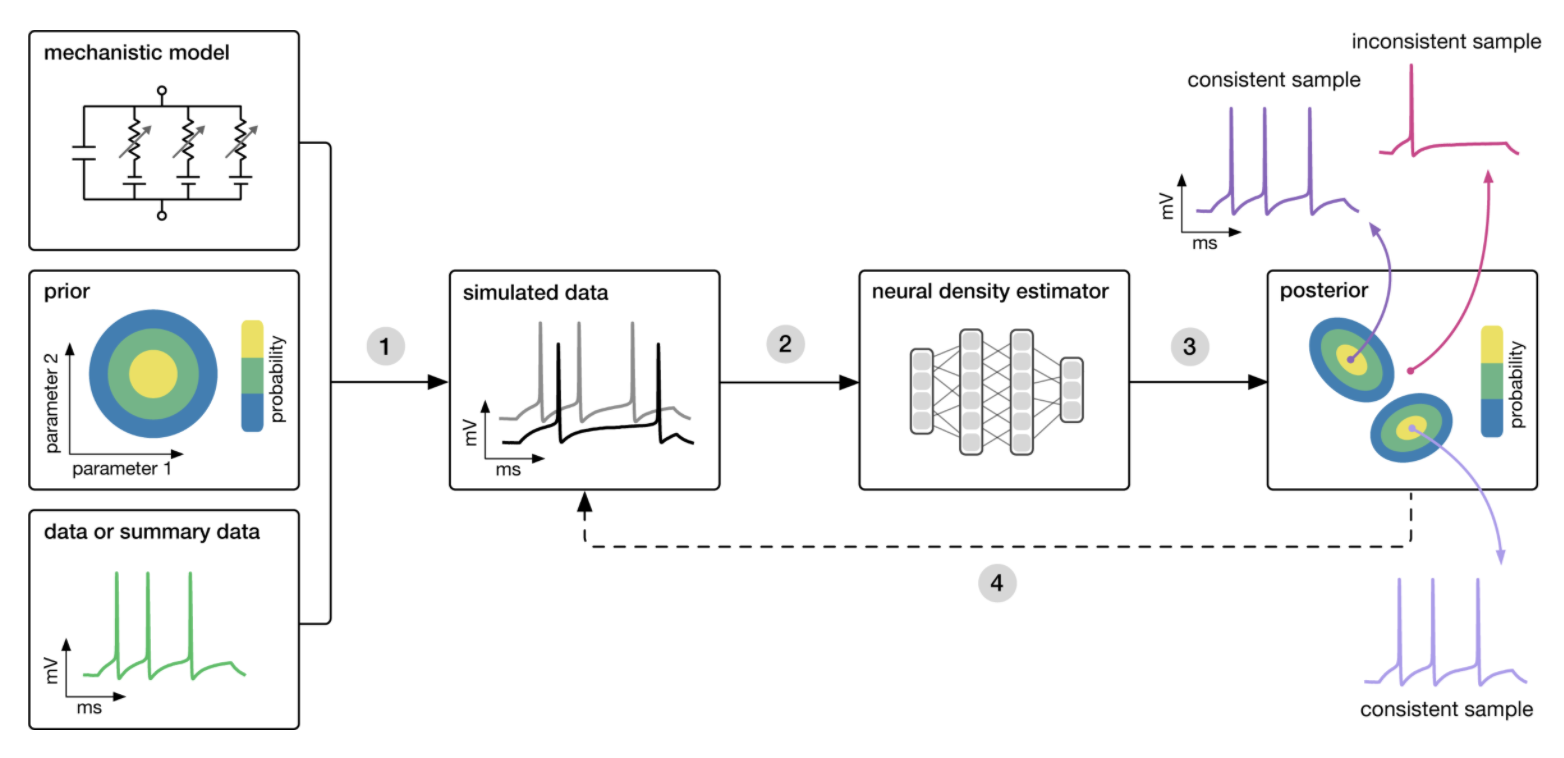 mechanistic model
prior
parameter 2
parameter 1
probability
data or summary data
mV
ms
1
simulated data
mV
ms
2
neural density estimator
3
posterior
probability
4
consistent sample
mV
ms
inconsistent sample
consistent sample